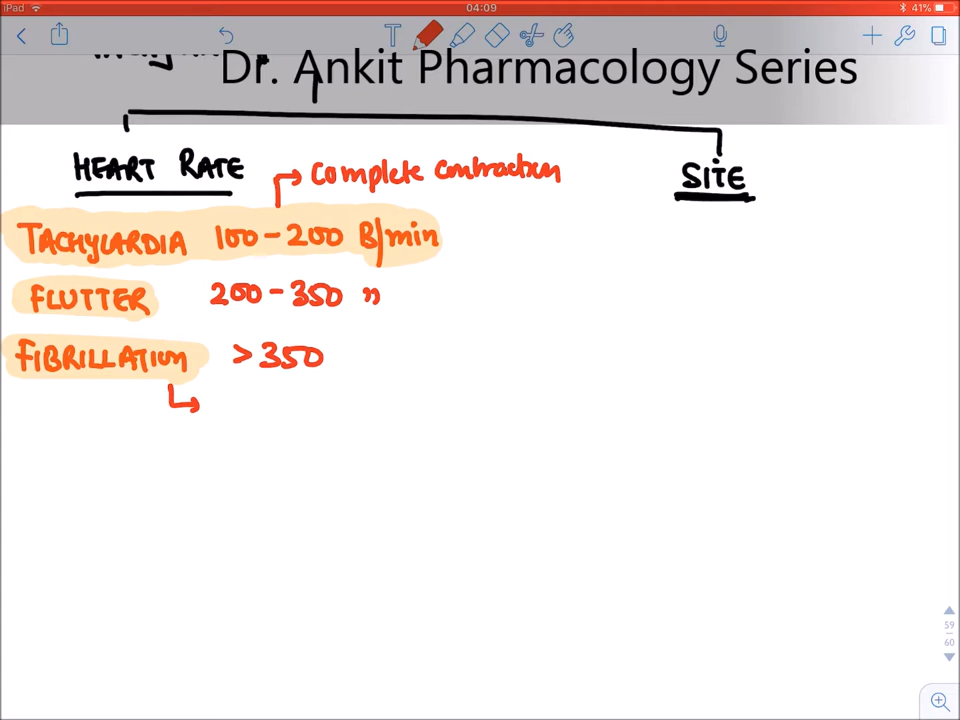 iPad 04:09 41%
Dr. Ankit Pharmacology Series
HEART RATE
SITE
Complete contraction
TACHYCARDIA 100-200 B/min
FLUTTER 200-350 "
FIBRILLATION >350
59
60